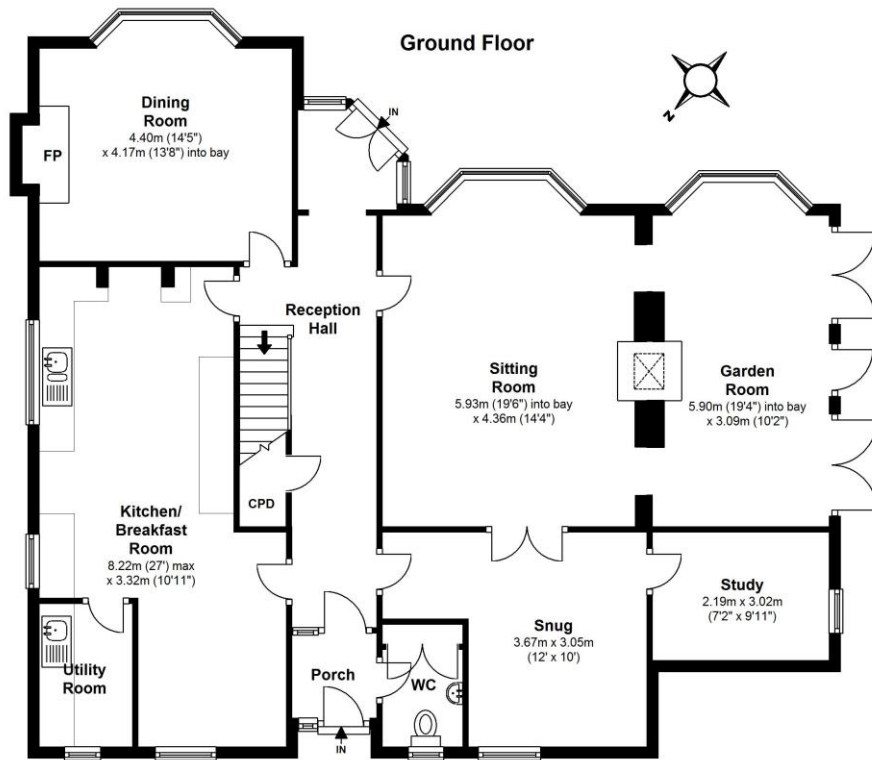 Ground Floor
N
IN
Dining
Room
4.40m (14'5")
x 4.17m (13'8") into bay
FP
Reception
Hall
Sitting
Room
5.93m (19'6") into bay
x 4.36m (14'4")
Garden
Room
5.90m (19'4") into bay
x 3.09m (10'2")
CPD
Kitchen/
Breakfast
Room
8.22m (27') max
x 3.32m (10'11")
Study
2.19m x 3.02m
(7'2" x 9'11")
Snug
3.67m x 3.05m
(12' x 10')
Utility
Room
Porch
WC
IN